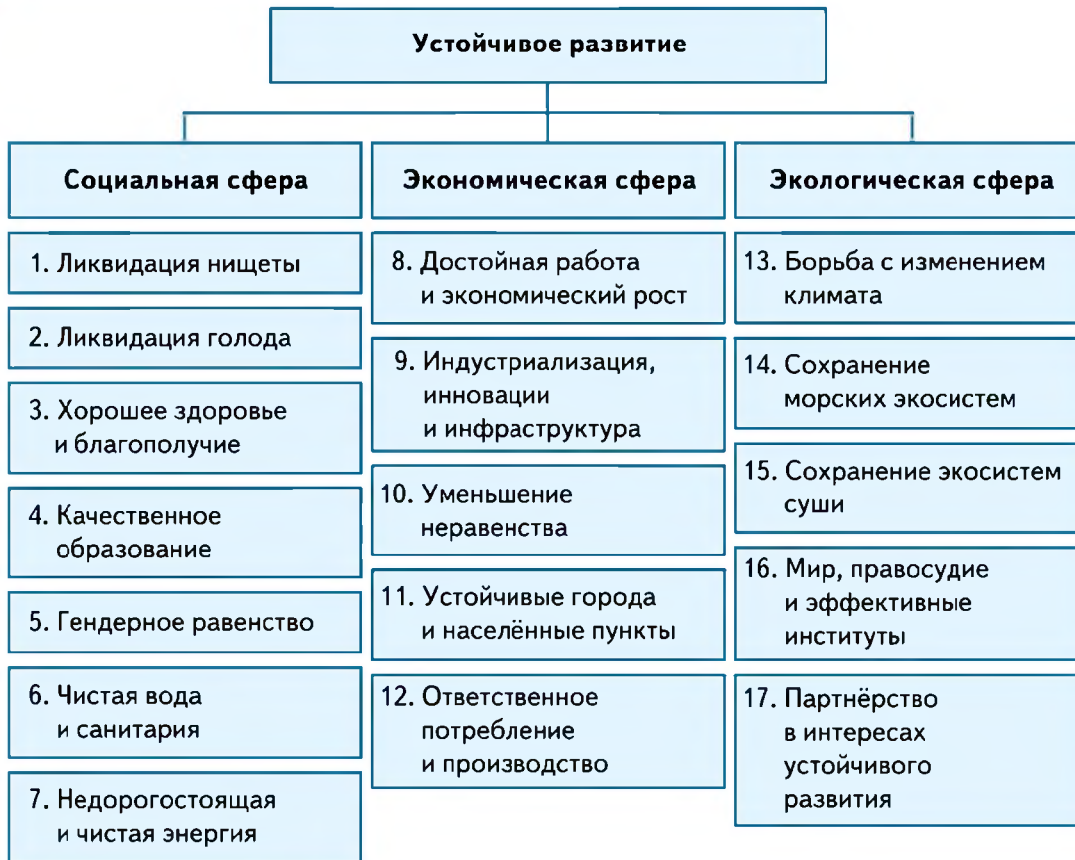 Устойчивое развитие
Социальная сфера
1. Ликвидация нищеты
2. Ликвидация голода
3. Хорошее здоровье
и благополучие
4. Качественное
образование
5. Гендерное равенство
6. Чистая вода
и санитария
7. Недорогостоящая
и чистая энергия
Экономическая сфера
8. Достойная работа
и экономический рост
9. Индустриализация,
инновации
и инфраструктура
10. Уменьшение
неравенства
11. Устойчивые города
и населённые пункты
12. Ответственное
потребление
и производство
Экологическая сфера
13. Борьба с изменением
климата
14. Сохранение
морских экосистем
15. Сохранение экосистем
суши
16. Мир, правосудие
и эффективные
институты
17. Партнёрство
в интересах
устойчивого
развития